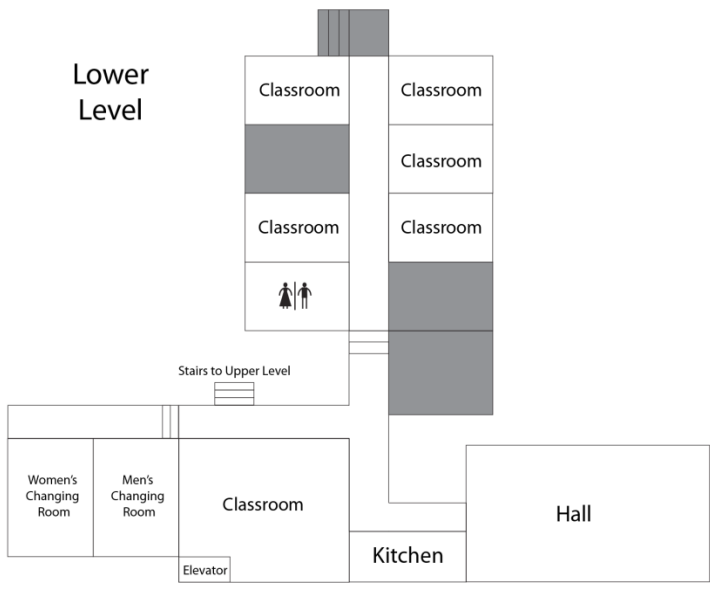 Lower
Level
Classroom
Classroom
Classroom
Classroom
Classroom
Stairs to Upper Level
Women's
Changing
Room
Men's
Changing
Room
Classroom
Hall
Kitchen
Elevator